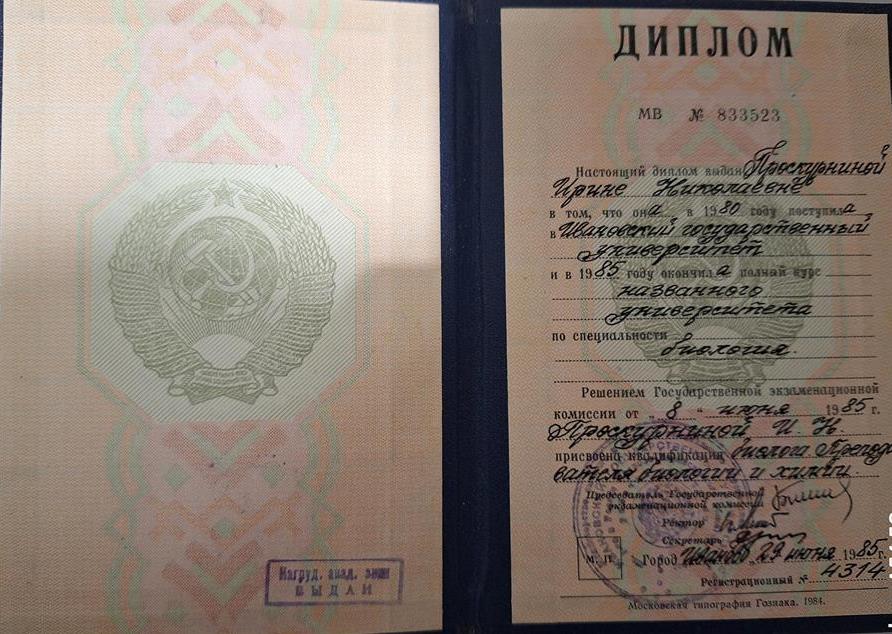 Нагруд. акад. знак
ВЫДАН
ДИПЛОМ
МВ № 833523
Настоящий диплом выдан Проскурниной
Ирине Николаевне
в том, что она в 1980 году поступила
в Ивановский государственный
университет
и в 1985 году окончила полный курс
названного
университета
по специальности
биология.
Решением Государственной экзаменационной
комиссии от „8“ июня 1985 г.
Проскурниной И. Н.
присвоена квалификация биолога. Препода
вателя биологии и химии
Председатель Государственной
экзаменационной комиссии
Ректор
Секретарь
М. П. Город Иваново 29 июня 1985 г.
Регистрационный № 4314
Московская типография Гознака. 1984.